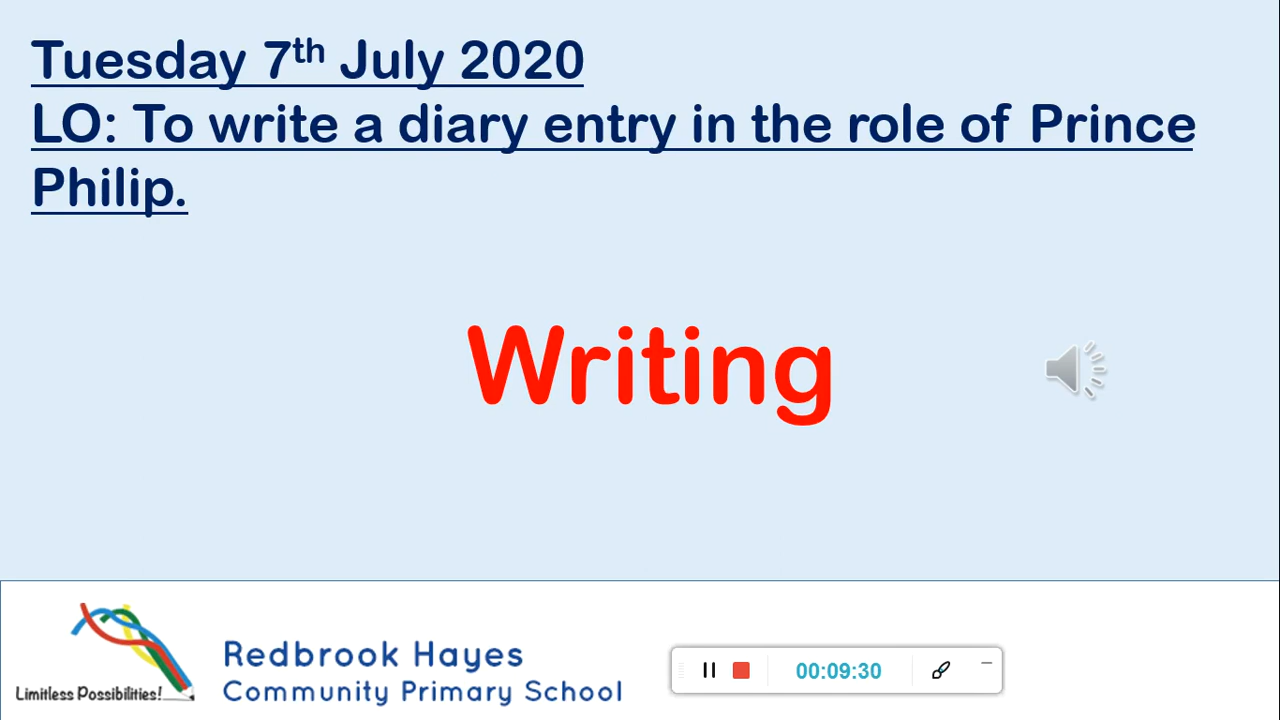 Tuesday 7th July 2020
LO: To write a diary entry in the role of Prince
Philip.
Writing
Limitless Possibilities!
Redbrook Hayes
Community Primary School
00:09:30